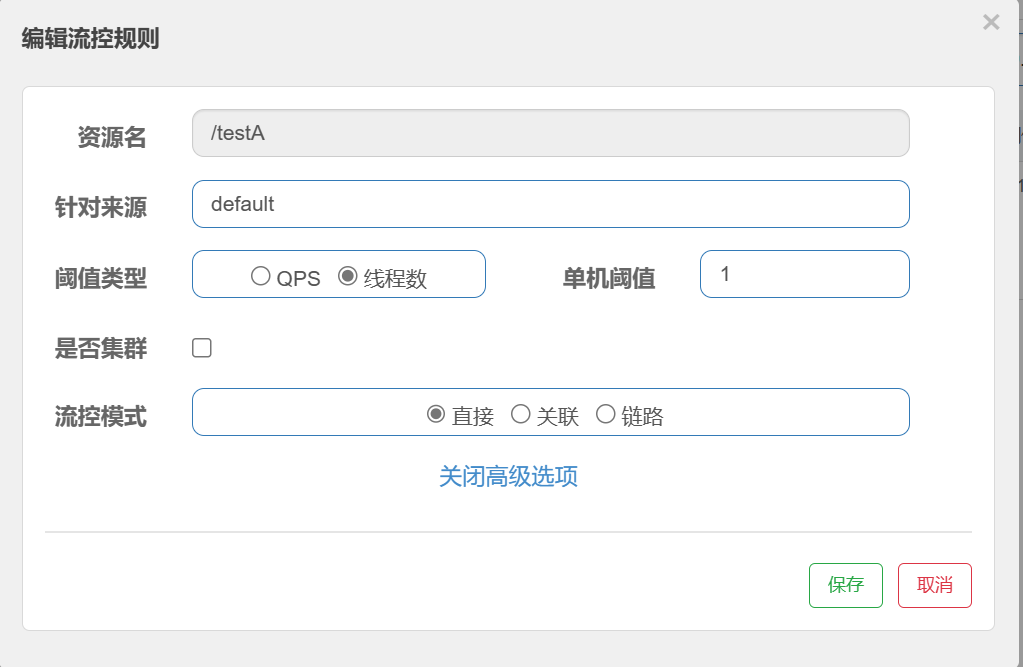 编辑流控规则
×
资源名 /testA
针对来源 default
阈值类型 QPS 线程数 单机阈值 1
是否集群
流控模式 直接 关联 链路
关闭高级选项
保存 取消